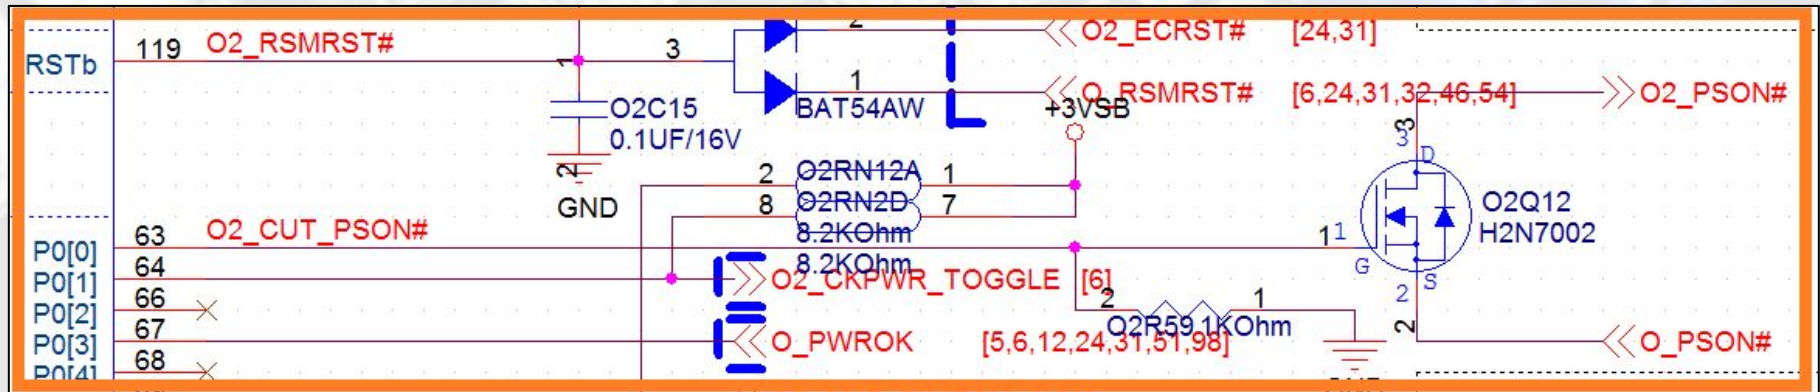 2 O2_ECRST# [24,31]
RSTb 119 O2_RSMRST# 3
1 1 O_RSMRST# [6,24,31,32,46,54] O2_PSON#
O2C15 BAT54AW +3VSB
0.1UF/16V 3
3 D
2 O2RN12A 1
2 8 O2RN2D 7 O2Q12
GND
63 O2_CUT_PSON# 8.2KOhm 1 1 H2N7002
P0[0]
64 8.2KOhm G S
P0[1] O2_CKPWR_TOGGLE [6]
66 2 1 2
P0[2]
67 O2R59 1KOhm 2
P0[3] O_PWROK [5,6,12,24,31,51,98] O_PSON#
68
P0[4]